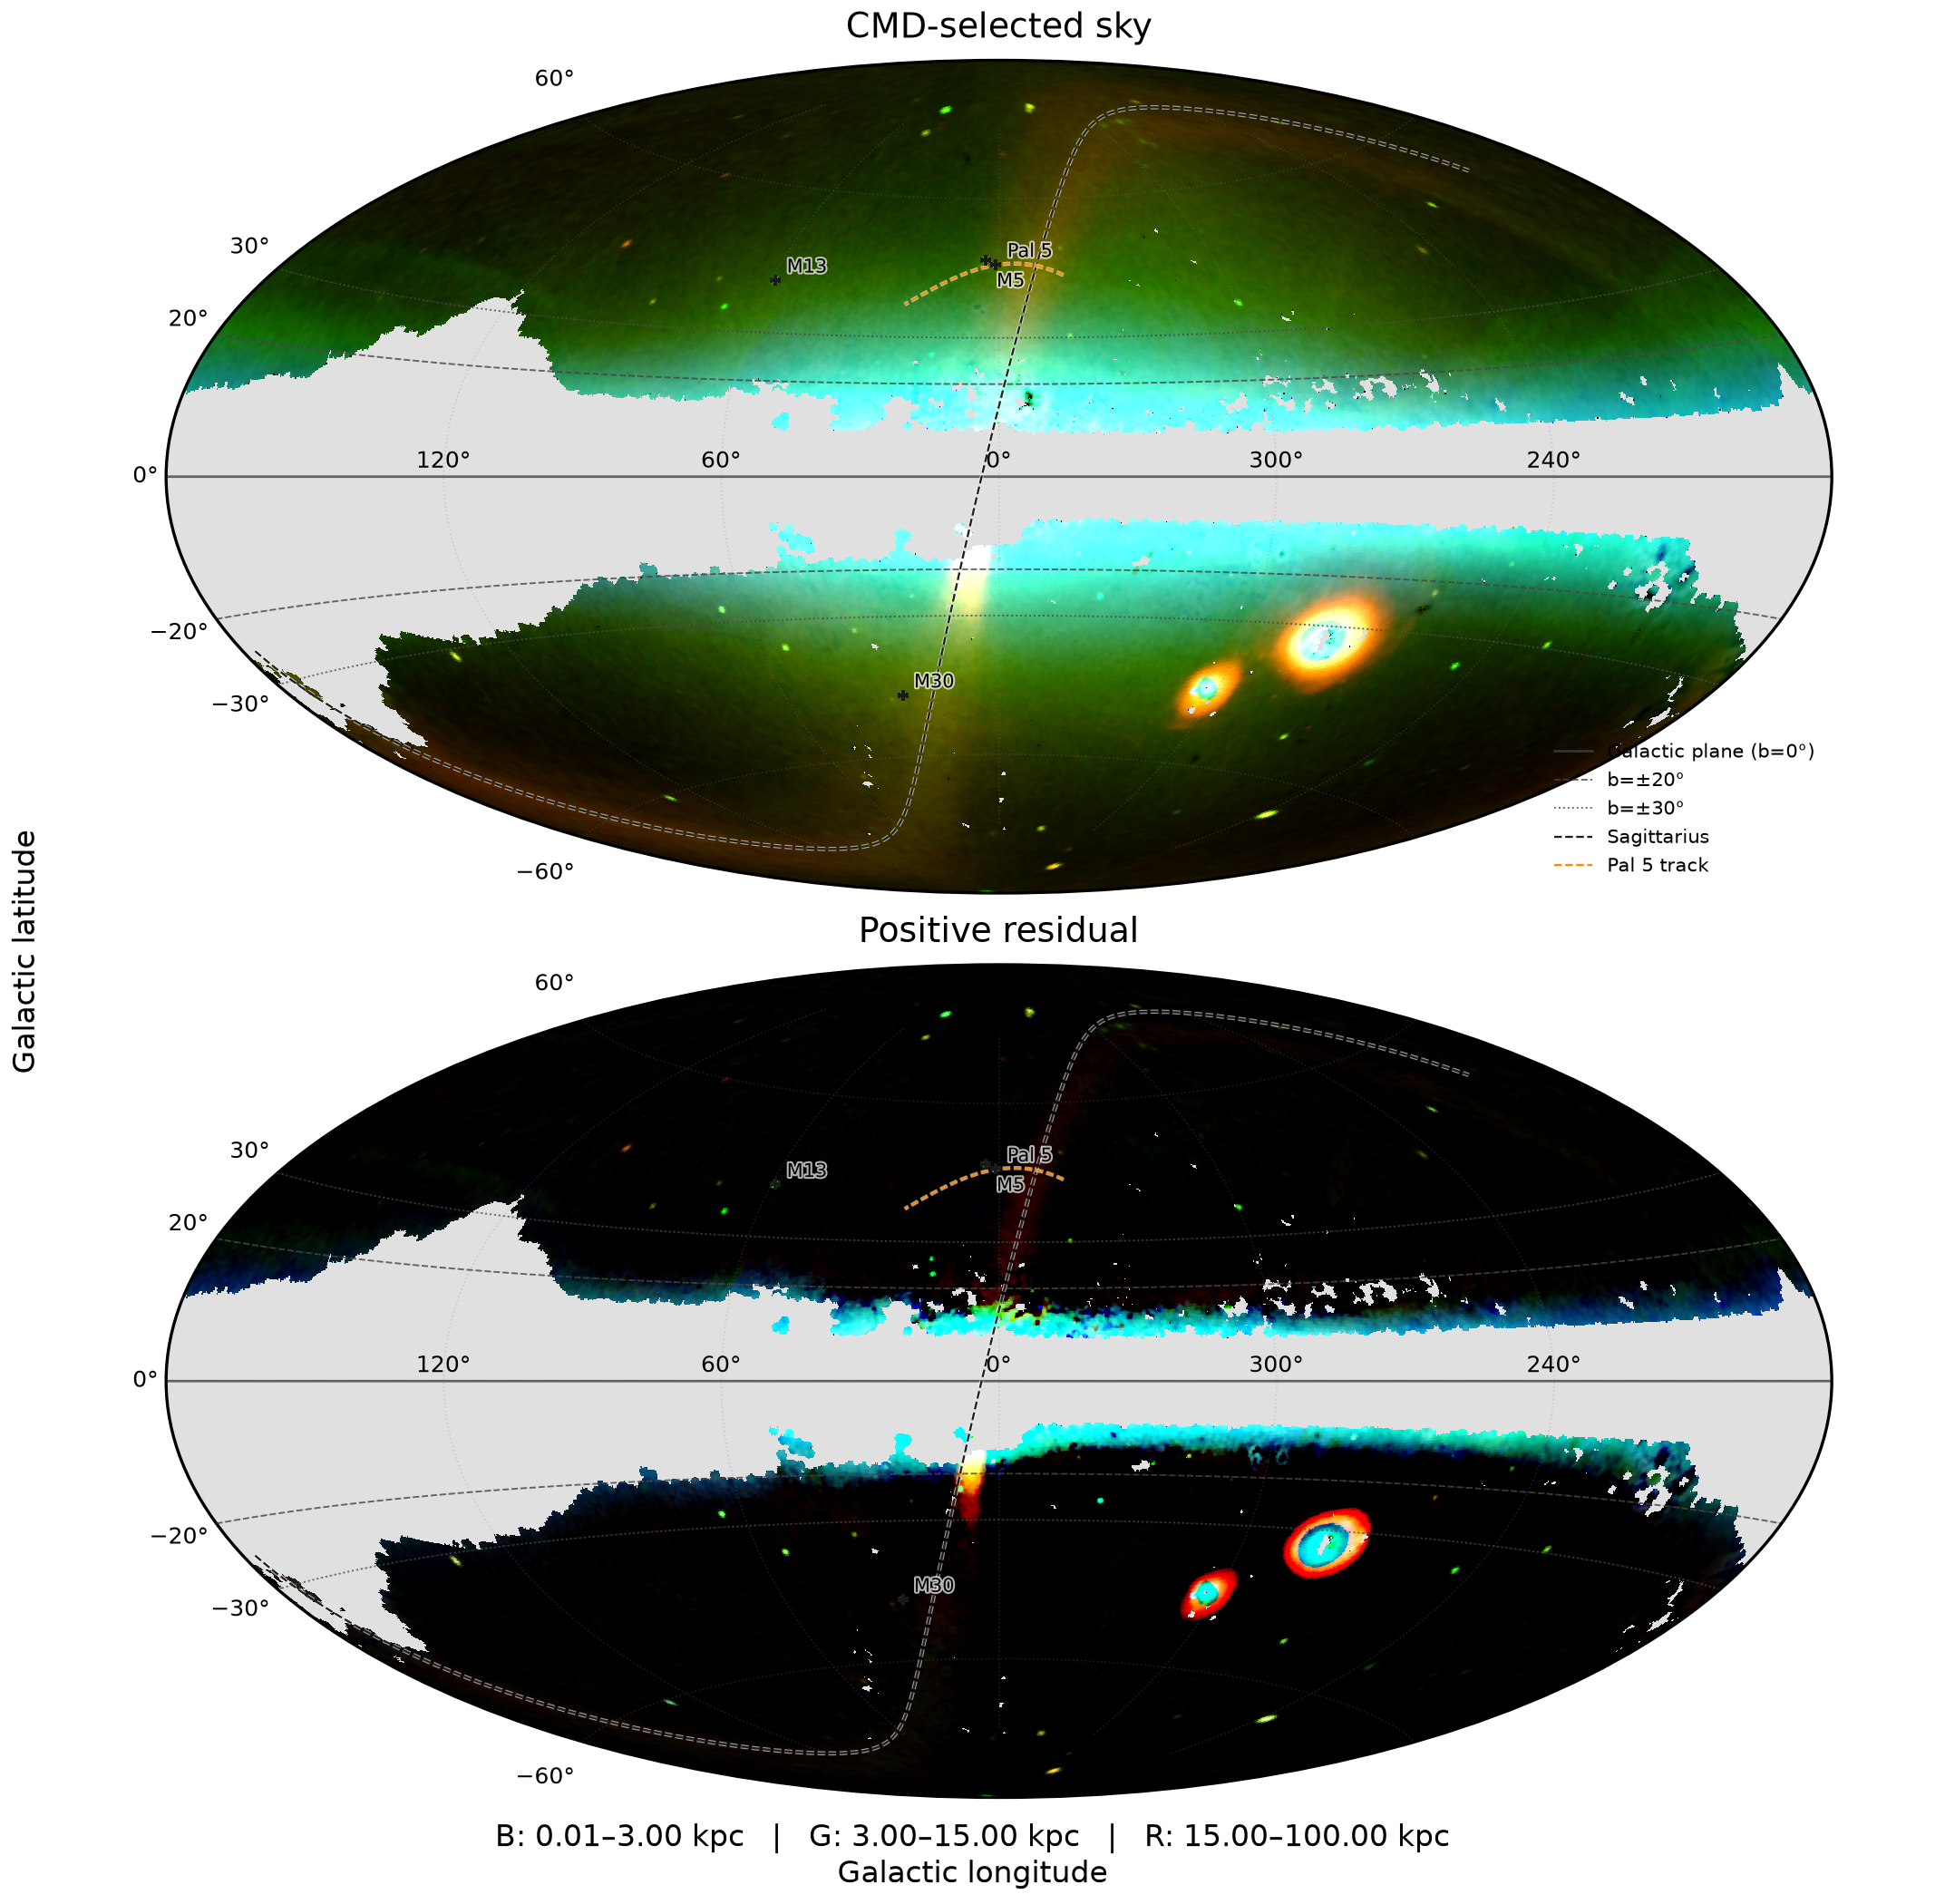 CMD-selected sky
60°
30°
M13
Pal 5
M5
20°
120°
60°
0°
300°
240°
0°
−20°
−30°
M30
Galactic plane (b=0°)
b=±20°
b=±30°
Sagittarius
Pal 5 track
−60°
Galactic latitude
Positive residual
60°
30°
M13
Pal 5
M5
20°
120°
60°
0°
300°
240°
0°
−20°
−30°
M30
−60°
B: 0.01–3.00 kpc | G: 3.00–15.00 kpc | R: 15.00–100.00 kpc
Galactic longitude